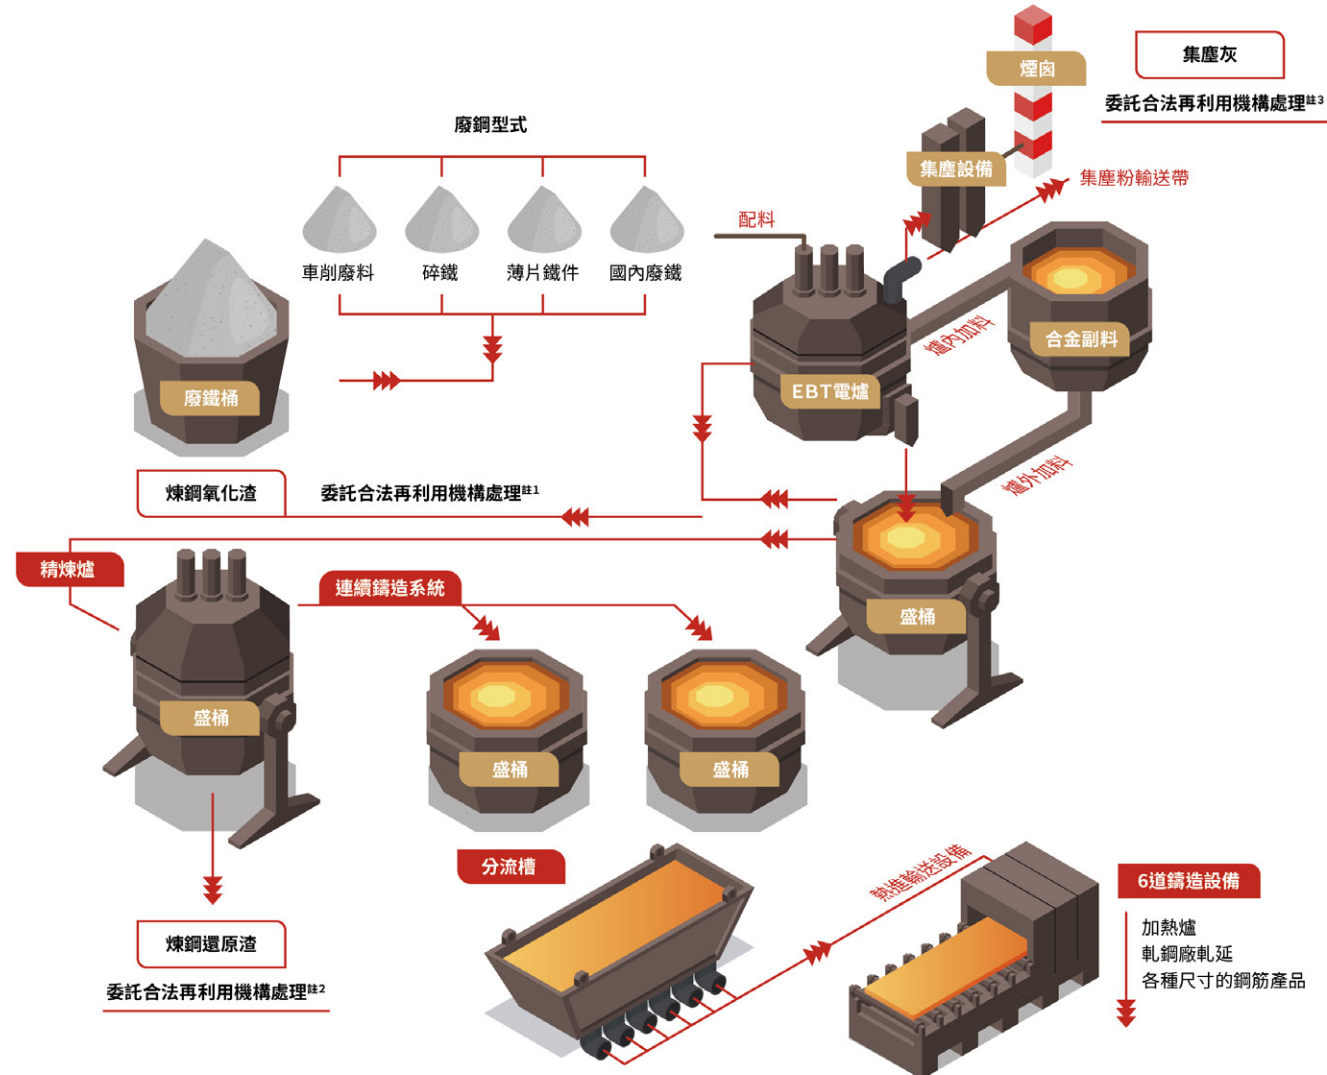 煙囪
集塵灰
委託合法再利用機構處理註3
廢鋼型式
集塵設備
集塵粉輸送帶
配料
車削廢料
碎鐵
薄片鐵件
國內廢鐵
爐內加料
合金副料
廢鐵桶
EBT電爐
爐外加料
煉鋼氧化渣
委託合法再利用機構處理註1
精煉爐
連續鑄造系統
盛桶
盛桶
盛桶
盛桶
分流槽
熱進輸送設備
6道鑄造設備
加熱爐
軋鋼廠軋延
各種尺寸的鋼筋產品
煉鋼還原渣
委託合法再利用機構處理註2